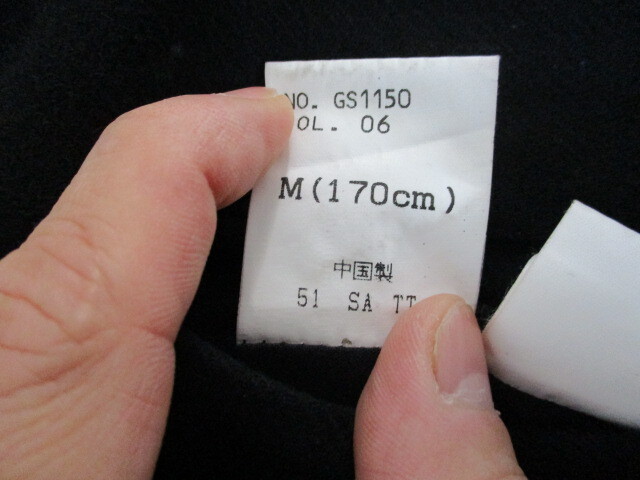 NO. GS1150
OL. 06
M(170cm)
中国製
51 SA TT